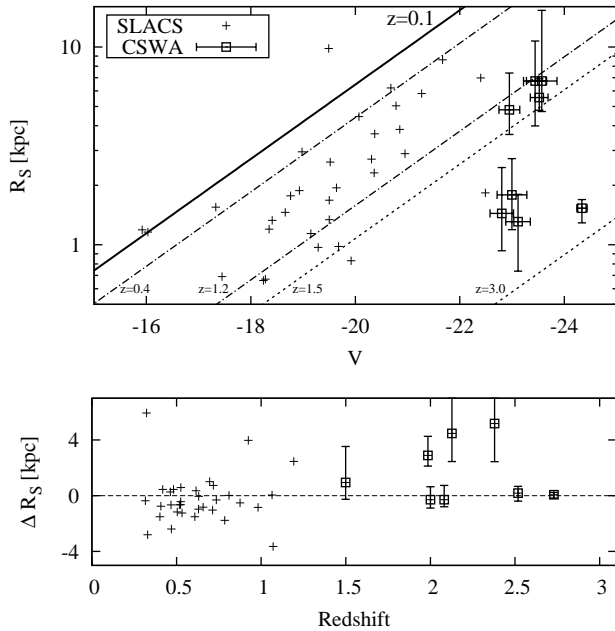 SLACS
CSWA
z=0.1
10
1
R_S [kpc]
z=0.4
z=1.2
z=1.5
z=3.0
-16
-18
-20
-22
-24
V
4
0
-4
Δ R_S [kpc]
0
0.5
1
1.5
2
2.5
3
Redshift